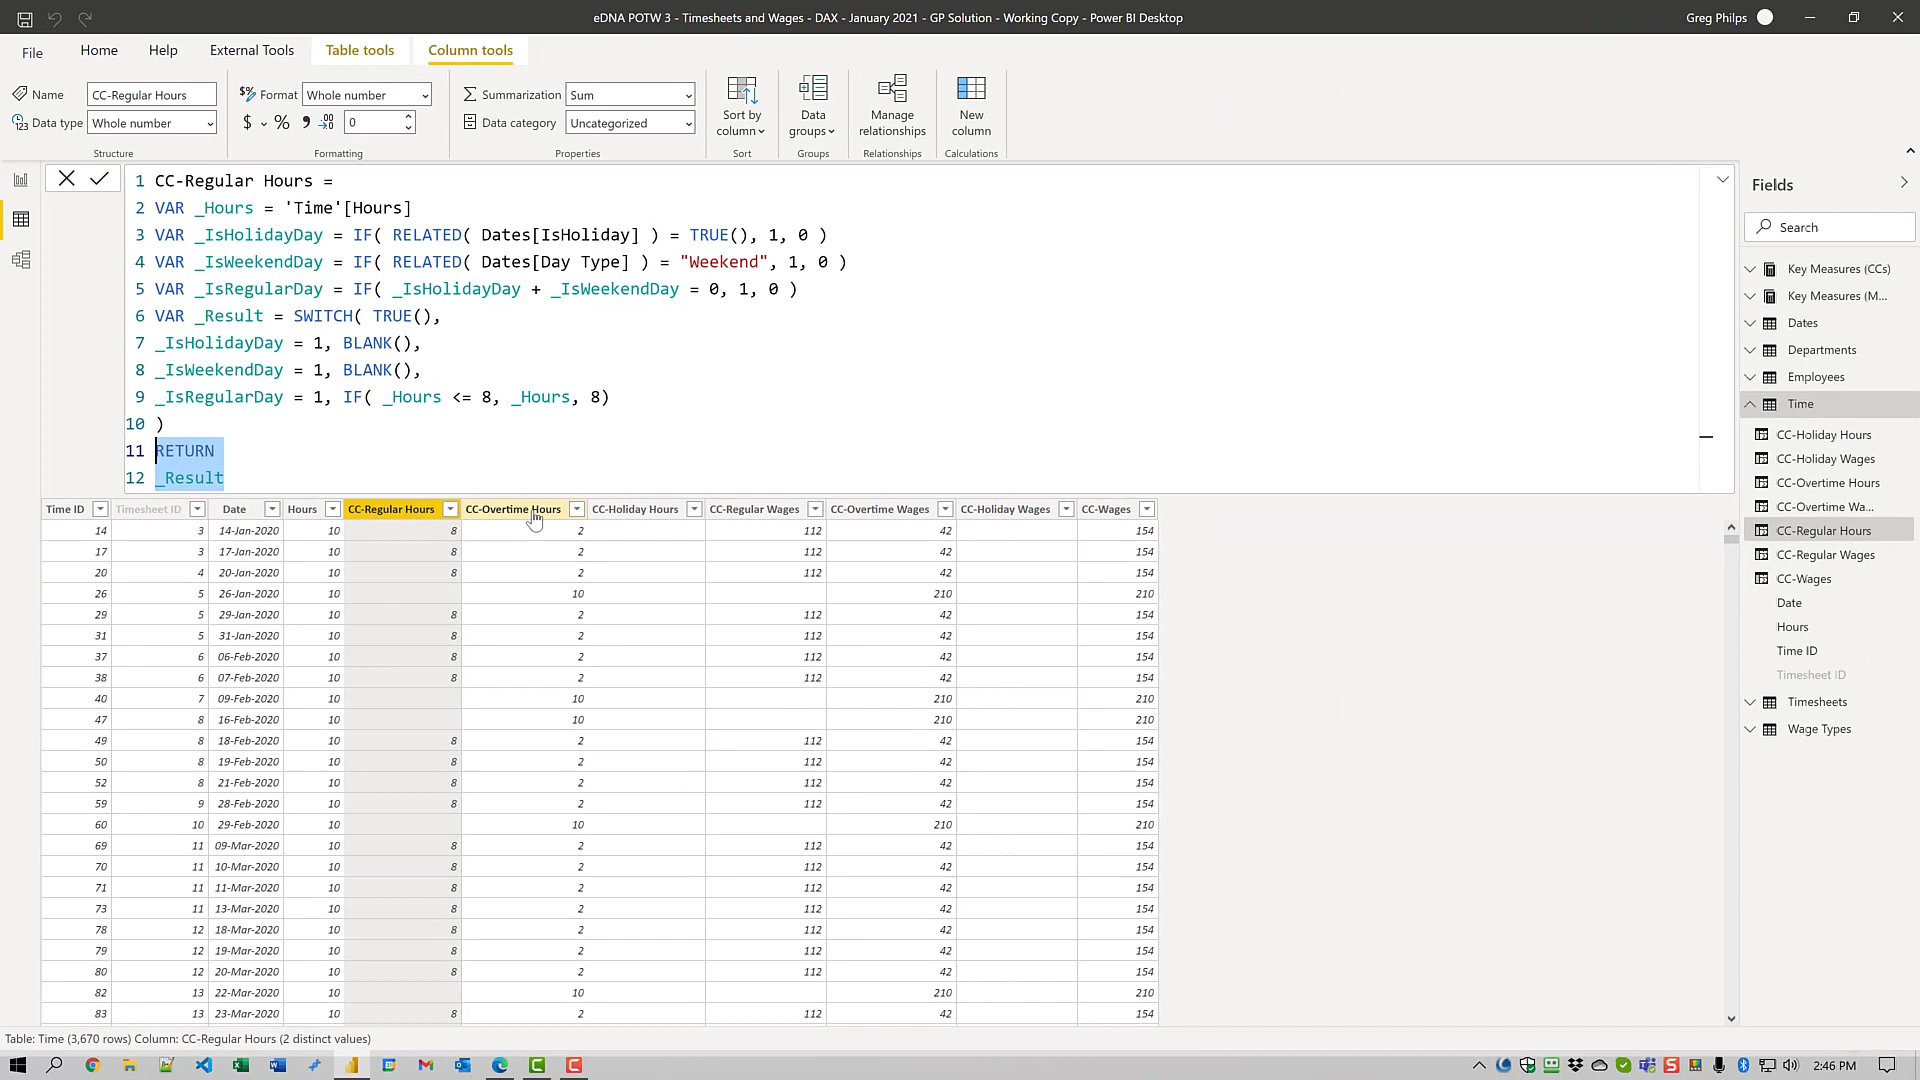 eDNA POTW 3 - Timesheets and Wages - DAX - January 2021 - GP Solution - Working Copy - Power BI Desktop
Greg Philps
File Home Help External Tools Table tools Column tools
Name CC-Regular Hours
Data type Whole number
Structure
Format Whole number
$ % 9 .00 0
Formatting
Summarization Sum
Data category Uncategorized
Properties
Sort by column
Sort
Data groups
Groups
Manage relationships
Relationships
New column
Calculations
1 CC-Regular Hours =
2 VAR _Hours = 'Time'[Hours]
3 VAR _IsHolidayDay = IF( RELATED( Dates[IsHoliday] ) = TRUE(), 1, 0 )
4 VAR _IsWeekendDay = IF( RELATED( Dates[Day Type] ) = "Weekend", 1, 0 )
5 VAR _IsRegularDay = IF( _IsHolidayDay + _IsWeekendDay = 0, 1, 0 )
6 VAR _Result = SWITCH( TRUE(),
7 _IsHolidayDay = 1, BLANK(),
8 _IsWeekendDay = 1, BLANK(),
9 _IsRegularDay = 1, IF( _Hours <= 8, _Hours, 8)
10 )
11 RETURN
12 _Result
Time ID Timesheet ID Date Hours CC-Regular Hours CC-Overtime Hours CC-Holiday Hours CC-Regular Wages CC-Overtime Wages CC-Holiday Wages CC-Wages
14 3 14-Jan-2020 10 8 2 112 42 154
17 3 17-Jan-2020 10 8 2 112 42 154
20 4 20-Jan-2020 10 8 2 112 42 154
26 5 26-Jan-2020 10 10 210 210
29 5 29-Jan-2020 10 8 2 112 42 154
31 5 31-Jan-2020 10 8 2 112 42 154
37 6 06-Feb-2020 10 8 2 112 42 154
38 6 07-Feb-2020 10 8 2 112 42 154
40 7 09-Feb-2020 10 10 210 210
47 8 16-Feb-2020 10 10 210 210
49 8 18-Feb-2020 10 8 2 112 42 154
50 8 19-Feb-2020 10 8 2 112 42 154
52 8 21-Feb-2020 10 8 2 112 42 154
59 9 28-Feb-2020 10 8 2 112 42 154
60 10 29-Feb-2020 10 10 210 210
69 11 09-Mar-2020 10 8 2 112 42 154
70 11 10-Mar-2020 10 8 2 112 42 154
71 11 11-Mar-2020 10 8 2 112 42 154
73 11 13-Mar-2020 10 8 2 112 42 154
78 12 18-Mar-2020 10 8 2 112 42 154
79 12 19-Mar-2020 10 8 2 112 42 154
80 12 20-Mar-2020 10 8 2 112 42 154
82 13 22-Mar-2020 10 10 210 210
83 13 23-Mar-2020 10 8 2 112 42 154
Fields
Search
Key Measures (CCs)
Key Measures (M...
Dates
Departments
Employees
Time
CC-Holiday Hours
CC-Holiday Wages
CC-Overtime Hours
CC-Overtime Wa...
CC-Regular Hours
CC-Regular Wages
CC-Wages
Date
Hours
Time ID
Timesheet ID
Timesheets
Wage Types
Table: Time (3,670 rows) Column: CC-Regular Hours (2 distinct values)
2:46 PM